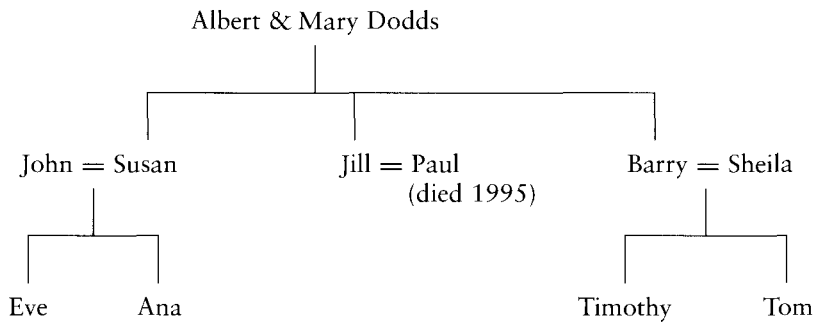 Albert & Mary Dodds
John = Susan
Jill = Paul
(died 1995)
Barry = Sheila
Eve
Ana
Timothy
Tom